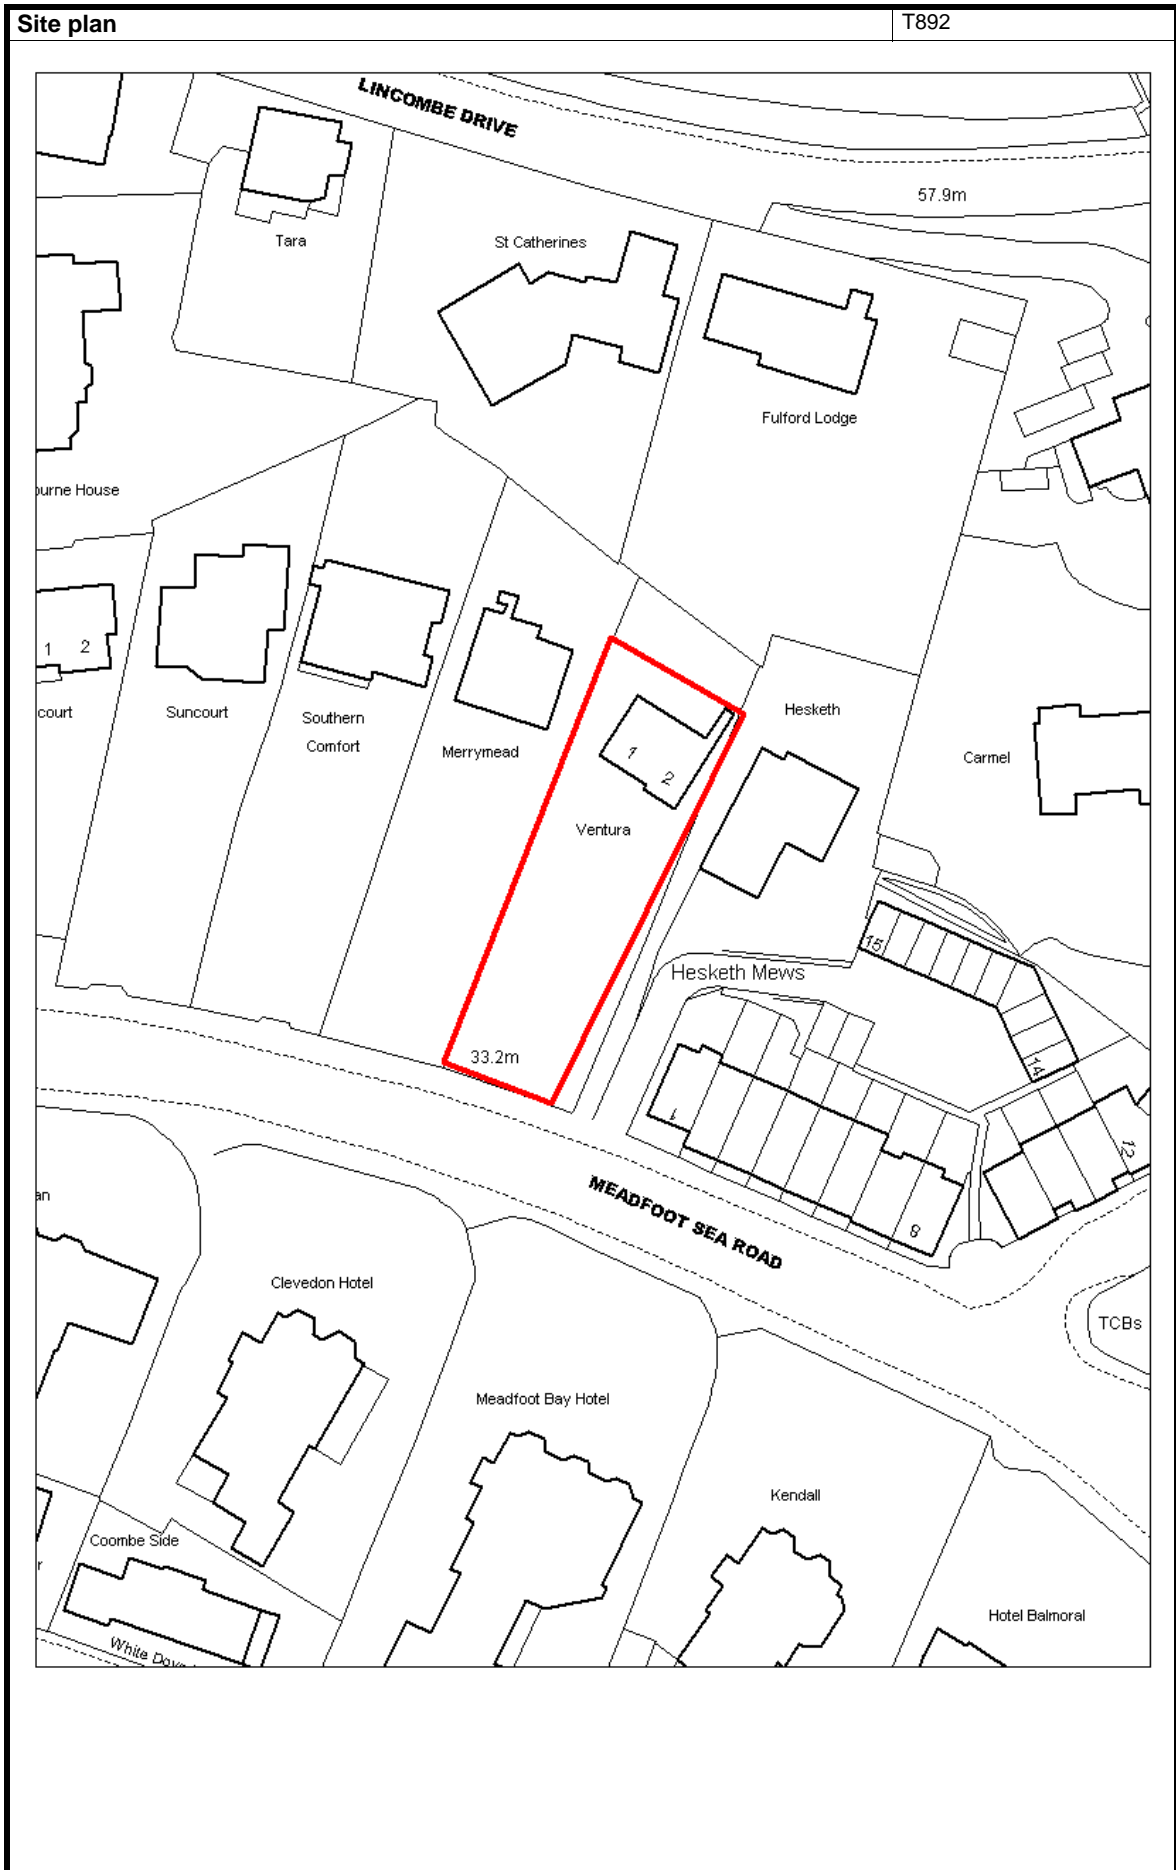 Site plan
T892
LINCOMBE DRIVE
57.9m
Tara
St Catherines
Fulford Lodge
ourne House
1 2
court
Suncourt
Southern
Comfort
Merrymead
1
2
Ventura
Hesketh
Carmel
15
Hesketh Mews
33.2m
14
1
12
8
MEADFOOT SEA ROAD
an
Clevedon Hotel
TCBs
Meadfoot Bay Hotel
Kendall
Coombe Side
r
Hotel Balmoral
White